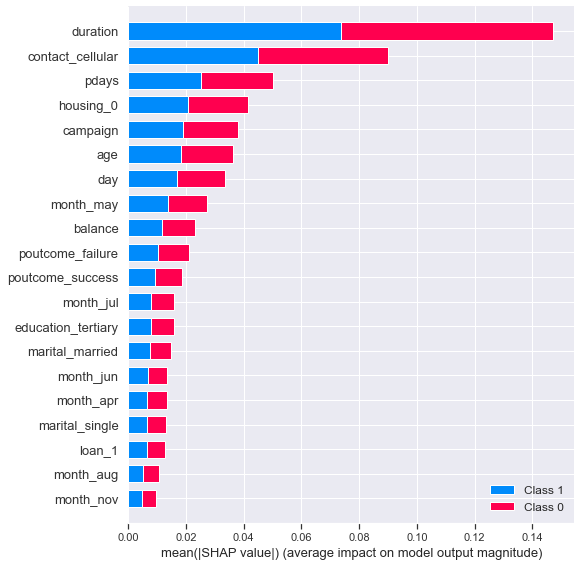 duration
contact_cellular
pdays
housing_0
campaign
age
day
month_may
balance
poutcome_failure
poutcome_success
month_jul
education_tertiary
marital_married
month_jun
month_apr
marital_single
loan_1
month_aug
month_nov
Class 1
Class 0
0.00 0.02 0.04 0.06 0.08 0.10 0.12 0.14
mean(|SHAP value|) (average impact on model output magnitude)